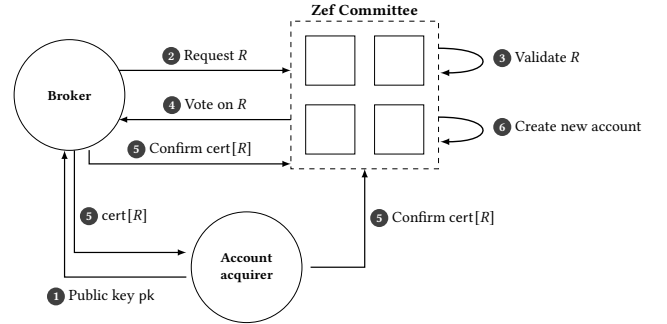 Zef Committee
2 Request R
3 Validate R
Broker
4 Vote on R
6 Create new account
5 Confirm cert[R]
5 cert[R]
5 Confirm cert[R]
Account
acquirer
1 Public key pk